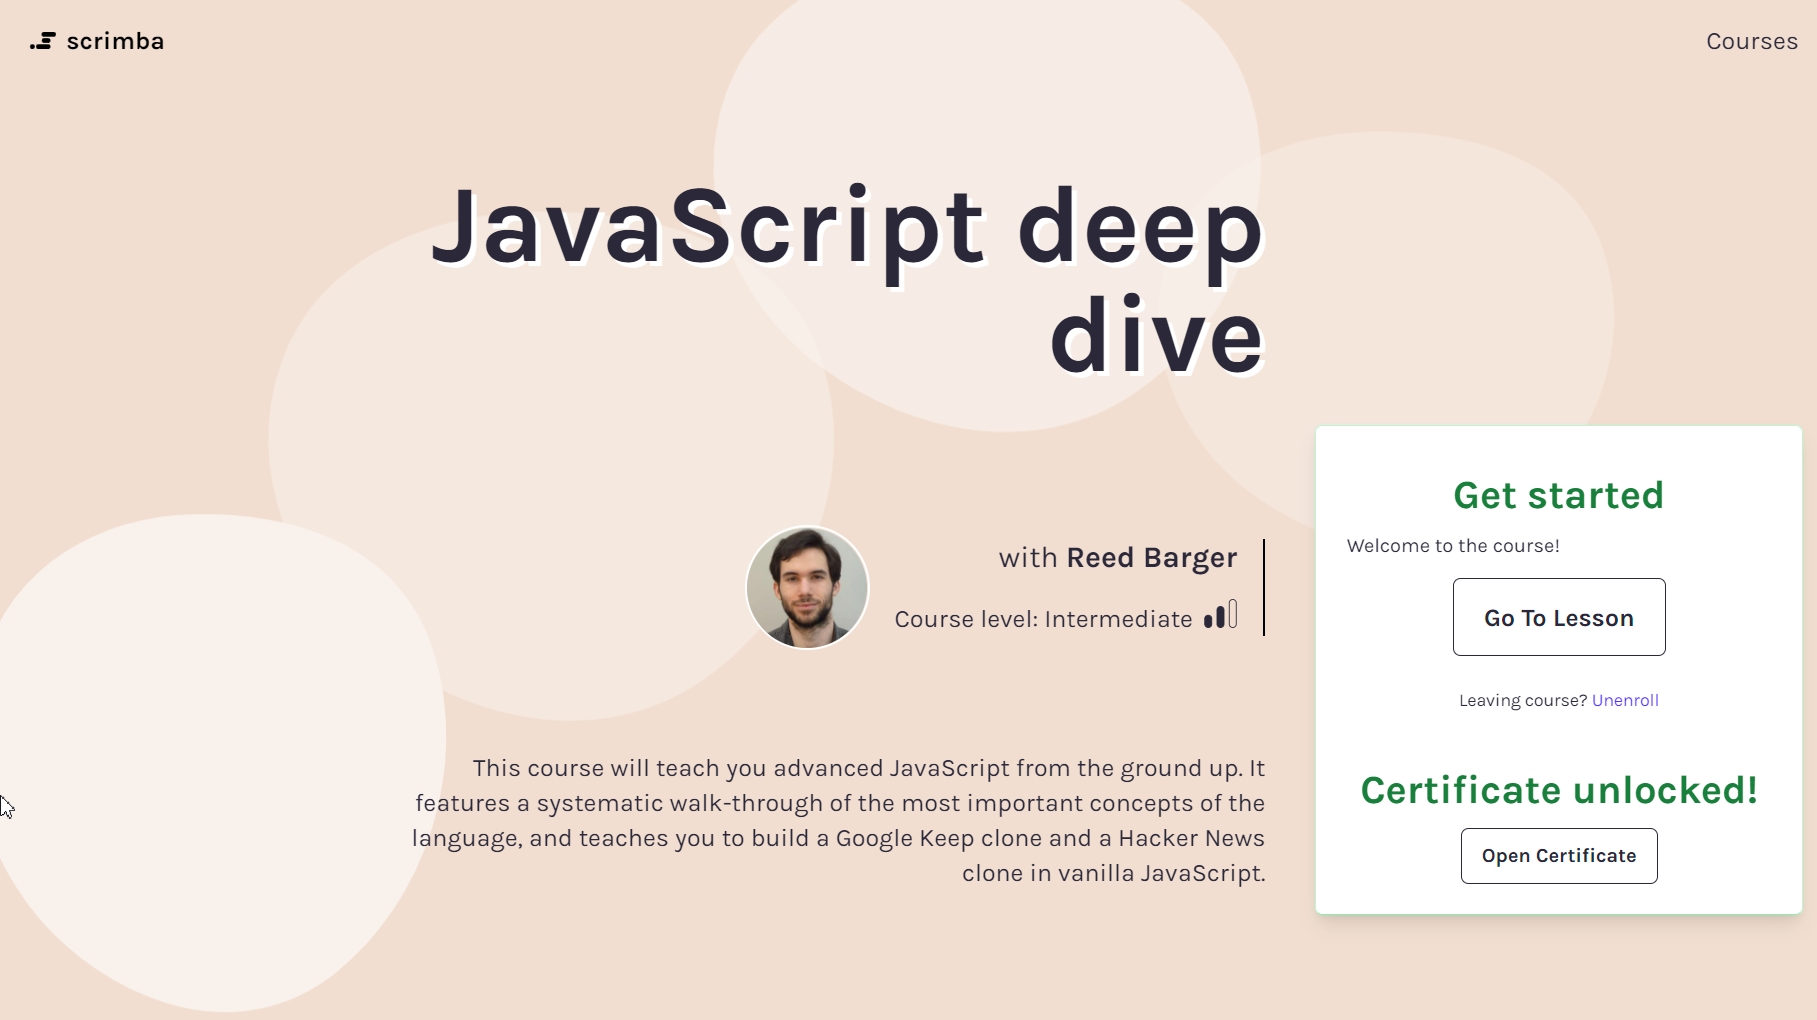 scrimba
Courses
JavaScript deep
dive
with Reed Barger
Course level: Intermediate
This course will teach you advanced JavaScript from the ground up. It
features a systematic walk-through of the most important concepts of the
language, and teaches you to build a Google Keep clone and a Hacker News
clone in vanilla JavaScript.
Get started
Welcome to the course!
Go To Lesson
Leaving course? Unenroll
Certificate unlocked!
Open Certificate